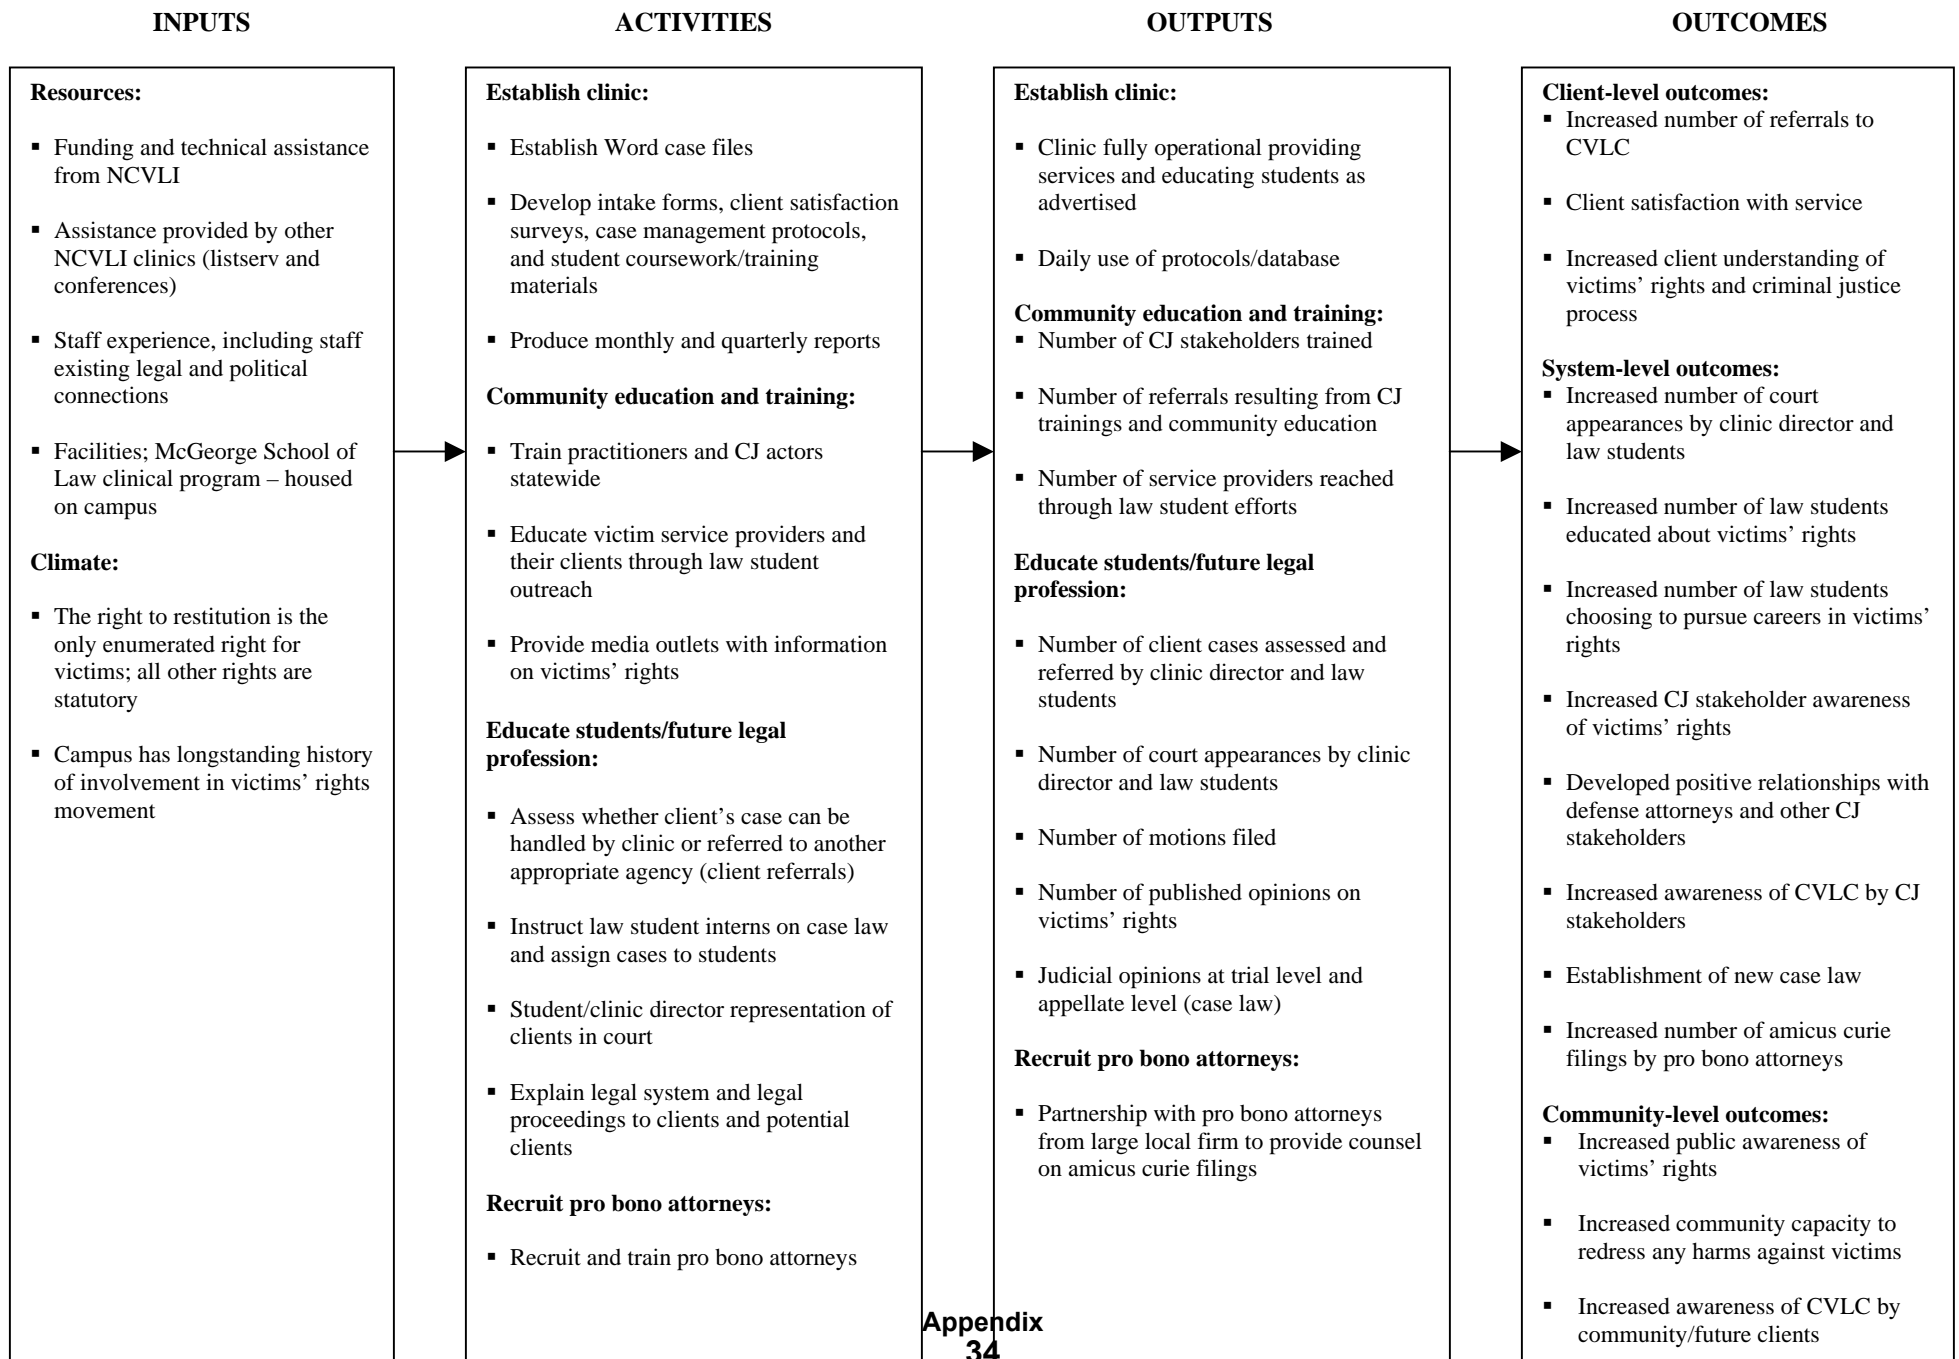 INPUTS
Resources:
▪ Funding and technical assistance
from NCVLI
▪ Assistance provided by other
NCVLI clinics (listserv and
conferences)
▪ Staff experience, including staff
existing legal and political
connections
▪ Facilities; McGeorge School of
Law clinical program – housed
on campus
Climate:
▪ The right to restitution is the
only enumerated right for
victims; all other rights are
statutory
▪ Campus has longstanding history
of involvement in victims’ rights
movement
ACTIVITIES
Establish clinic:
▪ Establish Word case files
▪ Develop intake forms, client satisfaction
surveys, case management protocols,
and student coursework/training
materials
▪ Produce monthly and quarterly reports
Community education and training:
▪ Train practitioners and CJ actors
statewide
▪ Educate victim service providers and
their clients through law student
outreach
▪ Provide media outlets with information
on victims’ rights
Educate students/future legal
profession:
▪ Assess whether client’s case can be
handled by clinic or referred to another
appropriate agency (client referrals)
▪ Instruct law student interns on case law
and assign cases to students
▪ Student/clinic director representation of
clients in court
▪ Explain legal system and legal
proceedings to clients and potential
clients
Recruit pro bono attorneys:
▪ Recruit and train pro bono attorneys
OUTPUTS
Establish clinic:
▪ Clinic fully operational providing
services and educating students as
advertised
▪ Daily use of protocols/database
Community education and training:
▪ Number of CJ stakeholders trained
▪ Number of referrals resulting from CJ
trainings and community education
▪ Number of service providers reached
through law student efforts
Educate students/future legal
profession:
▪ Number of client cases assessed and
referred by clinic director and law
students
▪ Number of court appearances by clinic
director and law students
▪ Number of motions filed
▪ Number of published opinions on
victims’ rights
▪ Judicial opinions at trial level and
appellate level (case law)
Recruit pro bono attorneys:
▪ Partnership with pro bono attorneys
from large local firm to provide counsel
on amicus curie filings
OUTCOMES
Client-level outcomes:
▪ Increased number of referrals to
CVLC
▪ Client satisfaction with service
▪ Increased client understanding of
victims’ rights and criminal justice
process
System-level outcomes:
▪ Increased number of court
appearances by clinic director and
law students
▪ Increased number of law students
educated about victims’ rights
▪ Increased number of law students
choosing to pursue careers in victims’
rights
▪ Increased CJ stakeholder awareness
of victims’ rights
▪ Developed positive relationships with
defense attorneys and other CJ
stakeholders
▪ Increased awareness of CVLC by CJ
stakeholders
▪ Establishment of new case law
▪ Increased number of amicus curie
filings by pro bono attorneys
Community-level outcomes:
▪ Increased public awareness of
victims’ rights
▪ Increased community capacity to
redress any harms against victims
▪ Increased awareness of CVLC by
community/future clients
Appendix
34